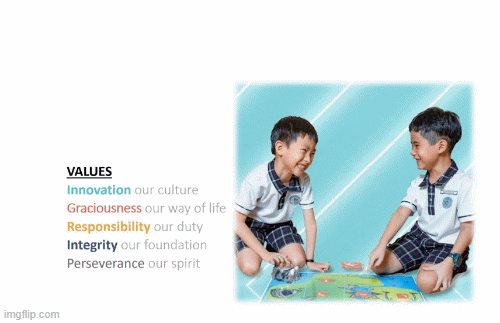 VALUES
Innovation our culture
Graciousness our way of life
Responsibility our duty
Integrity our foundation
Perseverance our spirit
imgflip.com